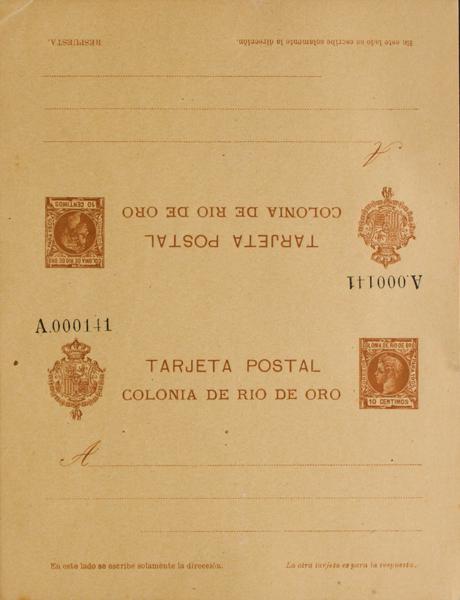 RESPUESTA.
En este lado se escribe solamente la dirección.
A
TARJETA POSTAL
COLONIA DE RIO DE ORO
A.000141
COLONIA DE RIO DE ORO
10 CENTIMOS
A.000141
TARJETA POSTAL
COLONIA DE RIO DE ORO
COLONIA DE RIO DE ORO
10 CENTIMOS
A
En este lado se escribe solamente la dirección.
La otra tarjeta es para la respuesta.